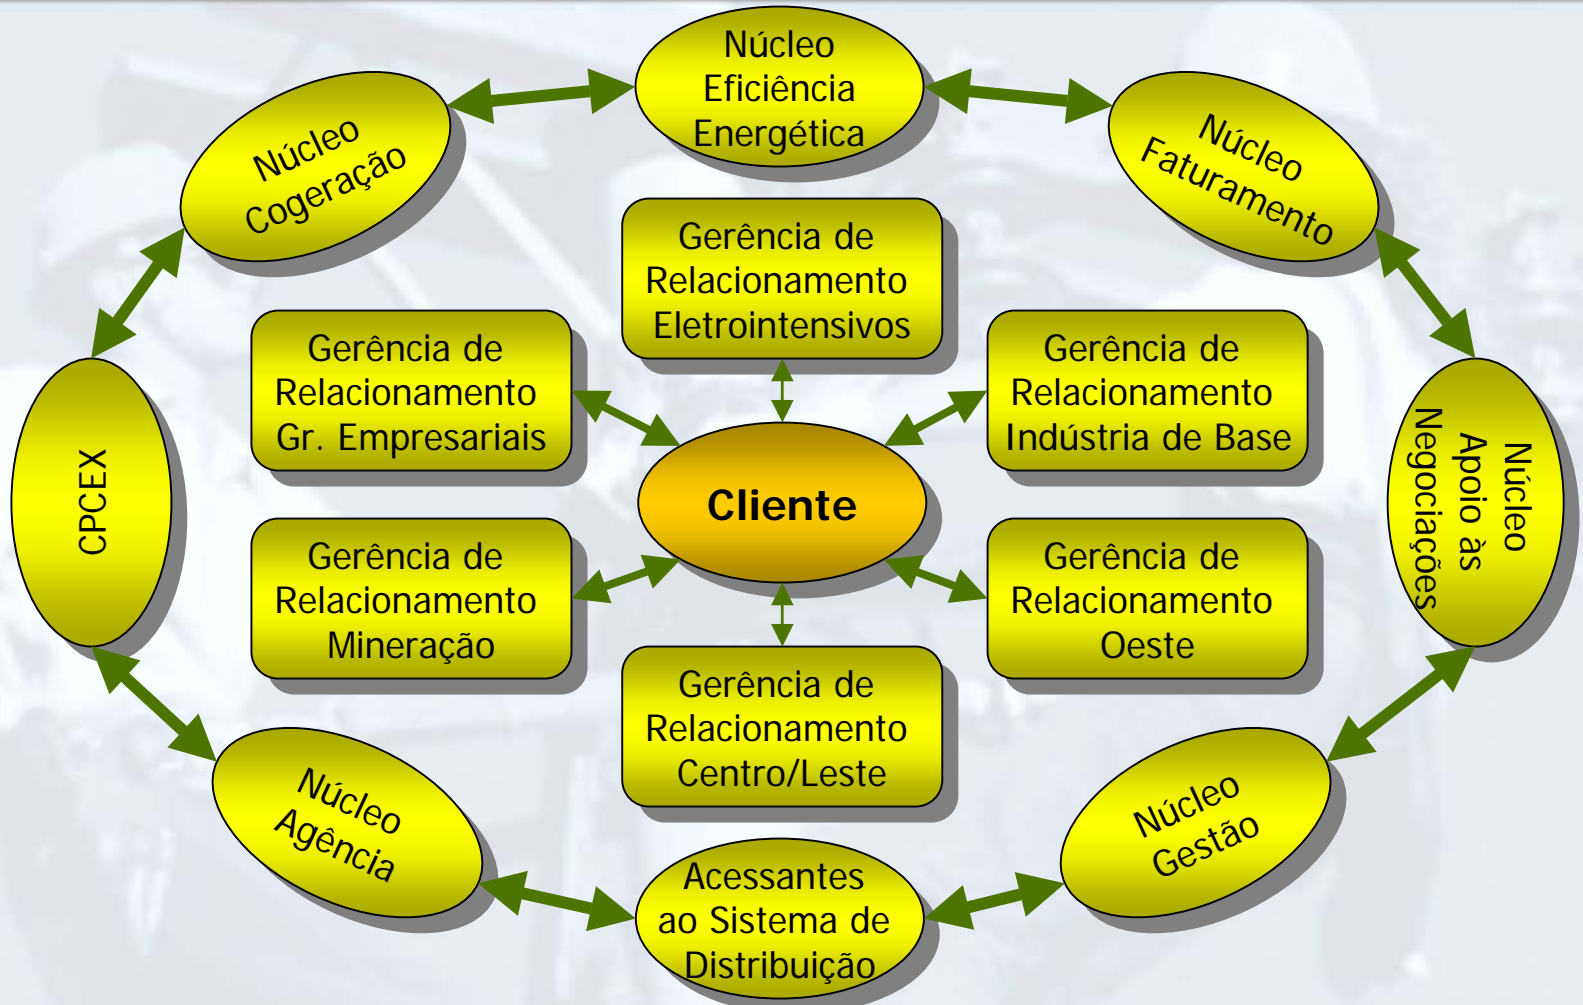 Núcleo
Eficiência
Energética
Núcleo
Cogeração
Núcleo
Faturamento
Gerência de
Relacionamento
Eletrointensivos
Gerência de
Relacionamento
Gr. Empresariais
Gerência de
Relacionamento
Indústria de Base
CPCEX
Cliente
Núcleo
Apoio às
Negociações
Gerência de
Relacionamento
Mineração
Gerência de
Relacionamento
Oeste
Gerência de
Relacionamento
Centro/Leste
Núcleo
Agência
Núcleo
Gestão
Acessantes
ao Sistema de
Distribuição